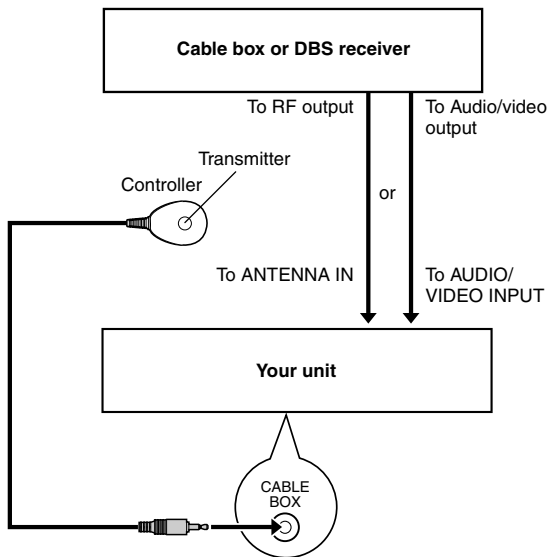 Cable box or DBS receiver
To RF output
To Audio/video
output
Transmitter
Controller
or
To ANTENNA IN
To AUDIO/
VIDEO INPUT
Your unit
CABLE
BOX